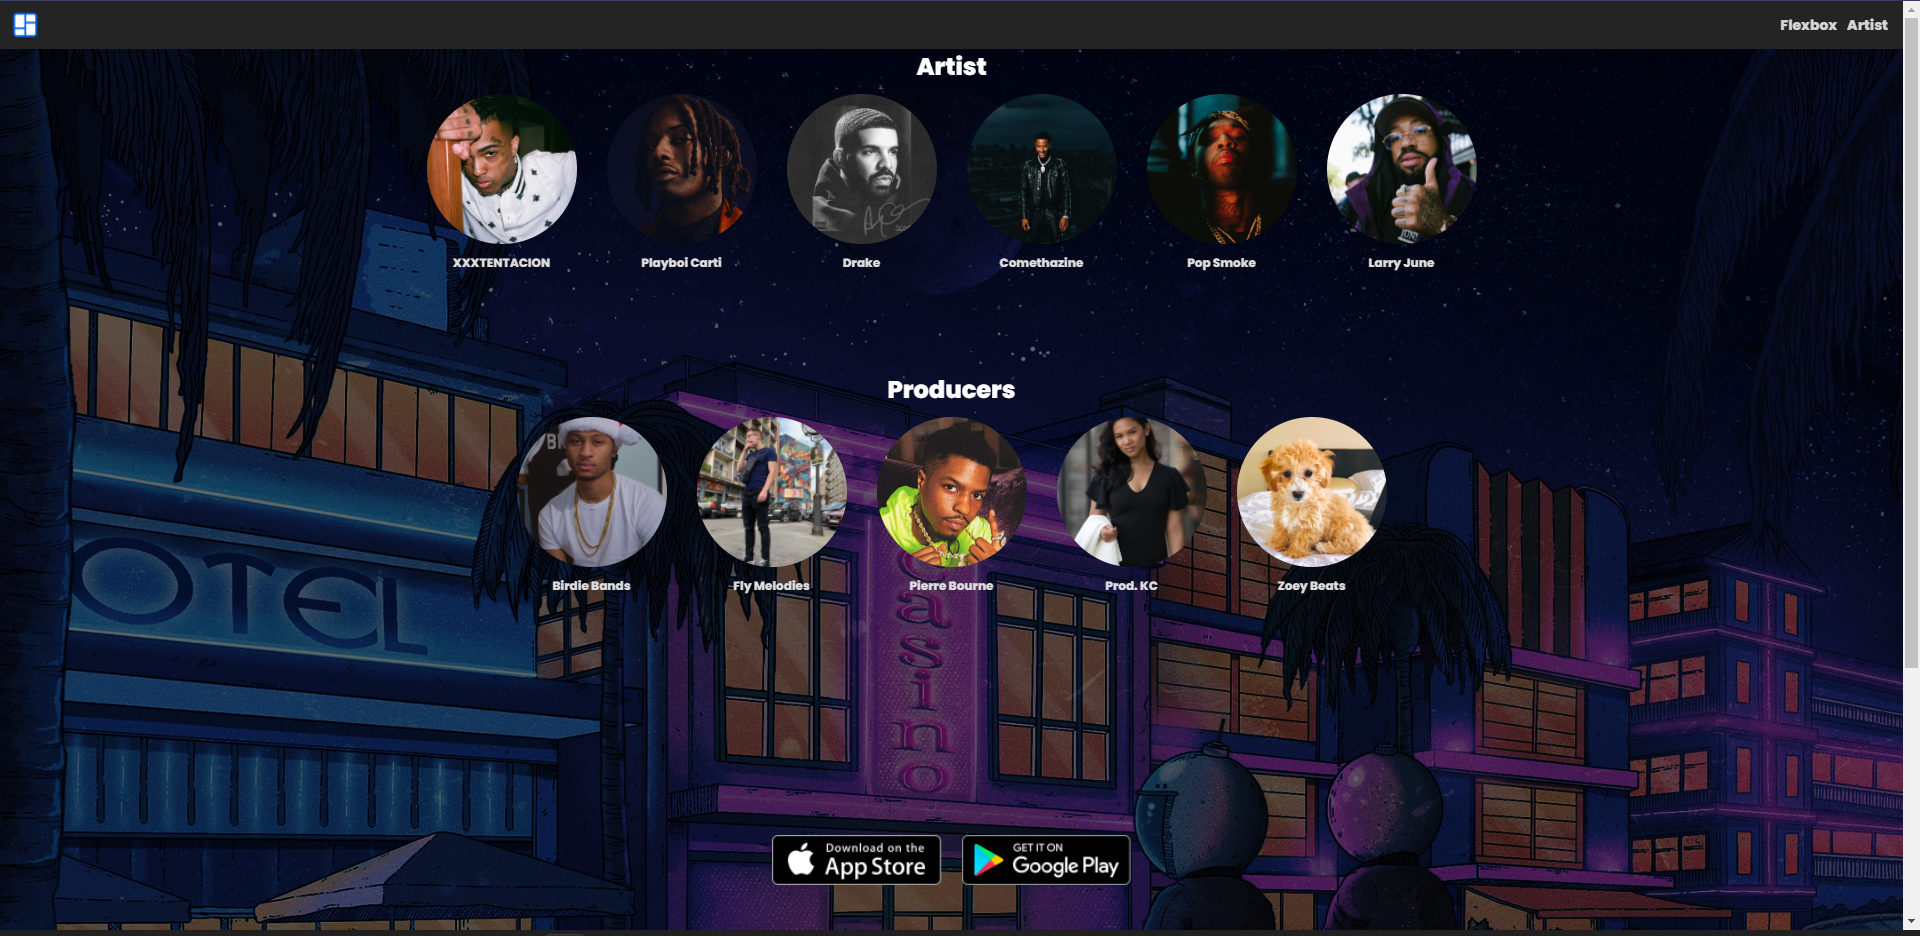 Flexbox Artist
Artist
XXXTENTACION
Playboi Carti
Drake
Comethazine
Pop Smoke
Larry June
Producers
Birdie Bands
Fly Melodies
Pierre Bourne
Prod. KC
Zoey Beats
OTEL
casino
Download on the
App Store
GET IT ON
Google Play